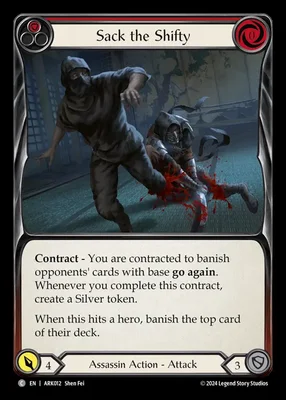 Sack the Shifty
Contract - You are contracted to banish
opponents' cards with base go again.
Whenever you complete this contract,
create a Silver token.
When this hits a hero, banish the top card
of their deck.
4 Assassin Action - Attack 3
C EN | ARK012 Shen Fei ©2024 Legend Story Studios